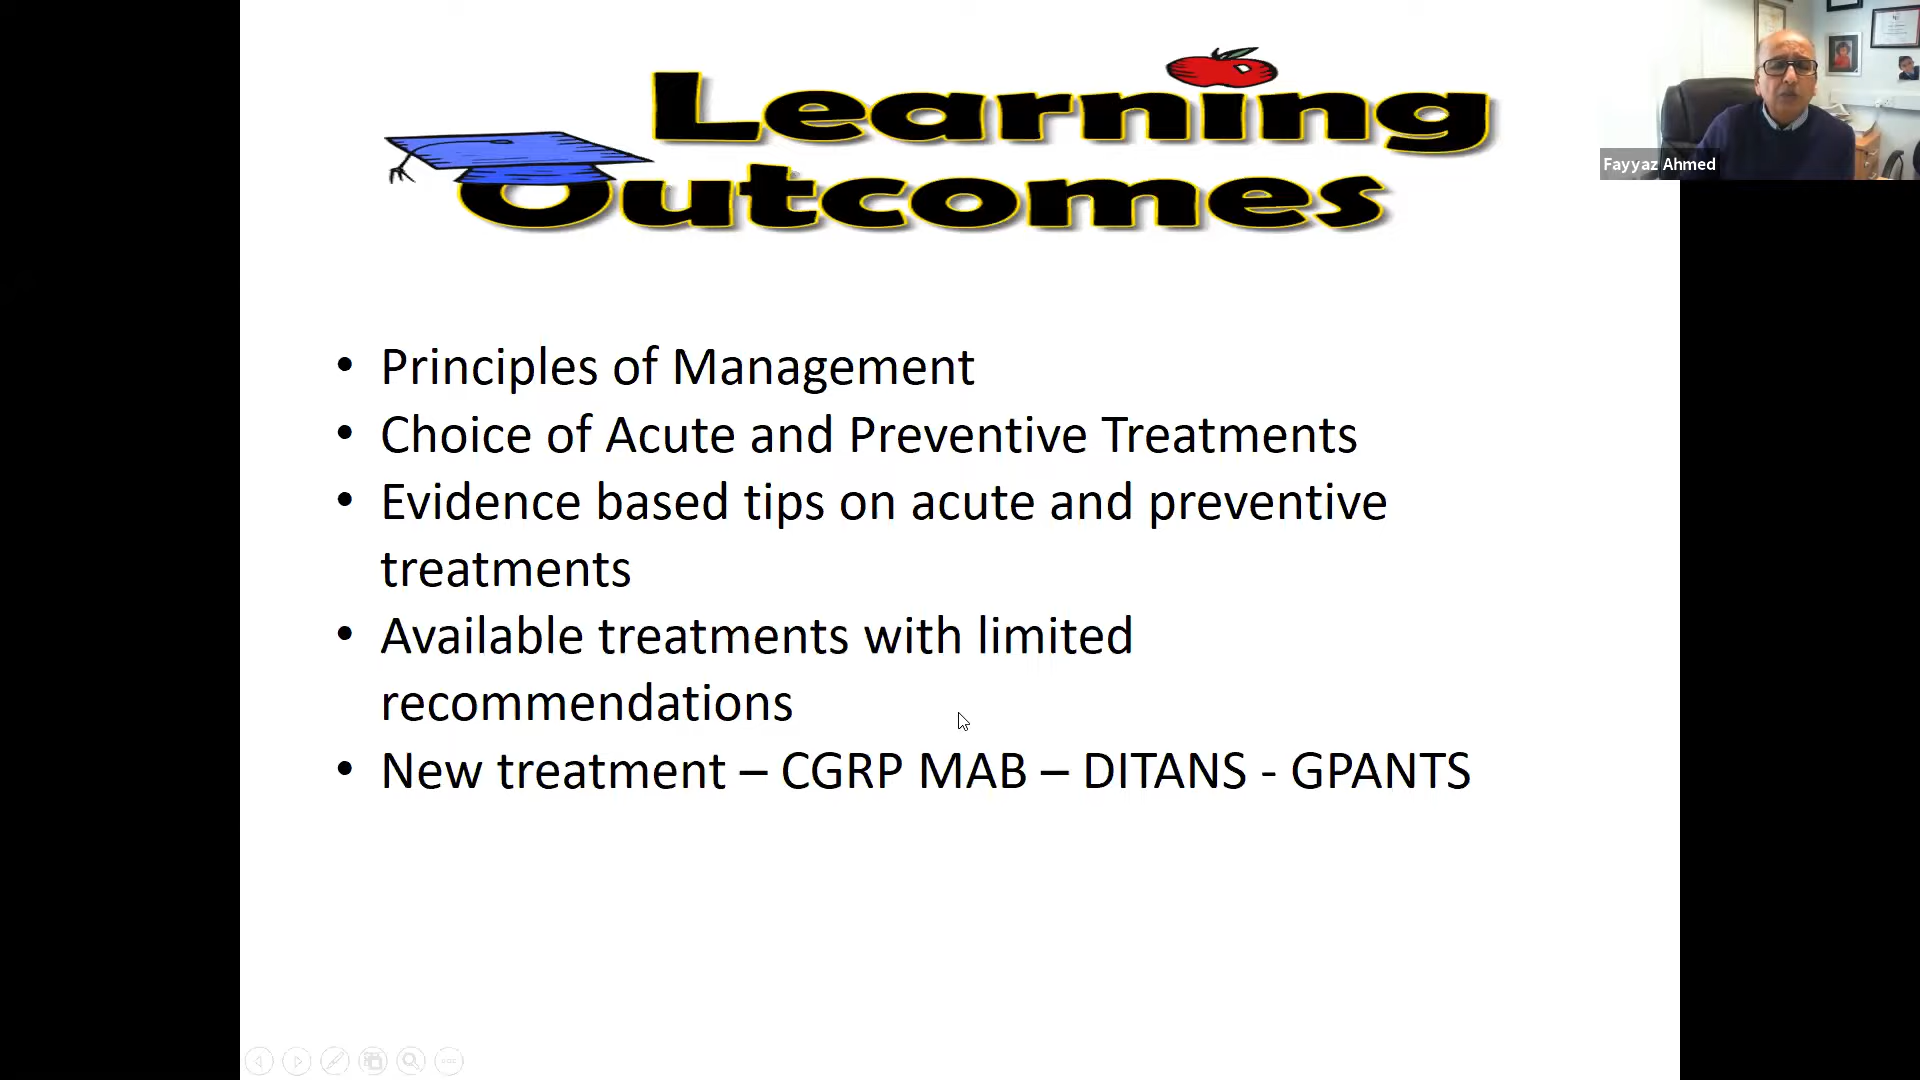 Learning
Outcomes
Fayyaz Ahmed
• Principles of Management
• Choice of Acute and Preventive Treatments
• Evidence based tips on acute and preventive
treatments
• Available treatments with limited
recommendations
• New treatment – CGRP MAB – DITANS - GPANTS